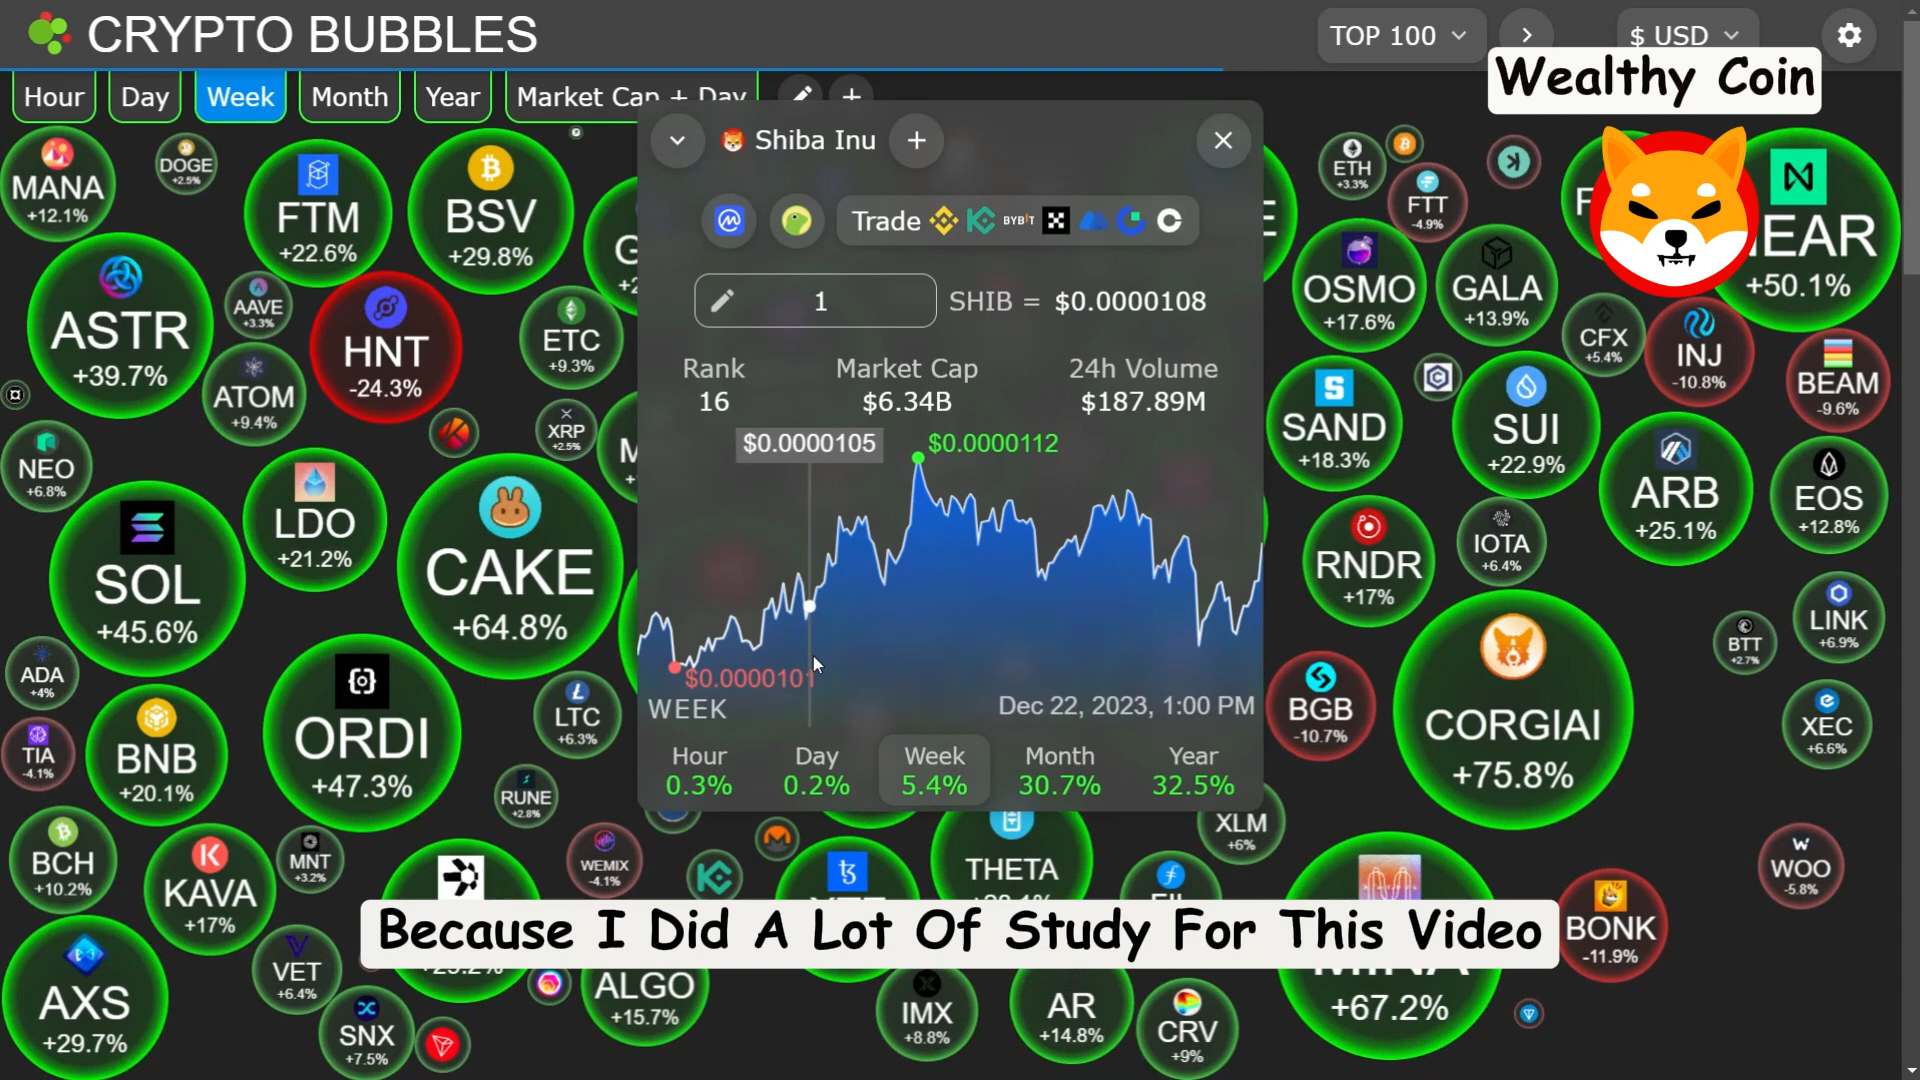 CRYPTO BUBBLES
TOP 100
$ USD
Wealthy Coin
Hour
Day
Week
Month
Year
Market Cap + Day
Shiba Inu
Trade
BYBIT
1
SHIB = $0.0000108
Rank
Market Cap
24h Volume
16
$6.34B
$187.89M
$0.0000105
$0.0000112
$0.0000101
WEEK
Dec 22, 2023, 1:00 PM
Hour
Day
Week
Month
Year
0.3%
0.2%
5.4%
30.7%
32.5%
MANA
+12.1%
DOGE
+2.5%
FTM
+22.6%
BSV
+29.8%
ASTR
+39.7%
AAVE
+3.3%
HNT
-24.3%
ETC
+9.3%
ATOM
+9.4%
XRP
+2.5%
NEO
+6.8%
LDO
+21.2%
CAKE
+64.8%
SOL
+45.6%
ADA
+4%
ORDI
+47.3%
LTC
+6.3%
TIA
-4.1%
BNB
+20.1%
RUNE
+2.8%
BCH
+10.2%
KAVA
+17%
MNT
+3.2%
WEMIX
-4.1%
AXS
+29.7%
VET
+6.4%
SNX
+7.5%
ALGO
+15.7%
THETA
IMX
+8.8%
AR
+14.8%
CRV
+9%
XLM
+6%
ETH
+3.3%
FTT
-4.9%
OSMO
+17.6%
GALA
+13.9%
EAR
+50.1%
CFX
+5.4%
INJ
-10.8%
BEAM
-9.6%
SAND
+18.3%
SUI
+22.9%
ARB
+25.1%
EOS
+12.8%
RNDR
+17%
IOTA
+6.4%
LINK
+6.9%
BTT
+2.7%
BGB
-10.7%
CORGIAI
+75.8%
XEC
+6.6%
WOO
-5.8%
BONK
-11.9%
+67.2%
Because I Did A Lot Of Study For This Video